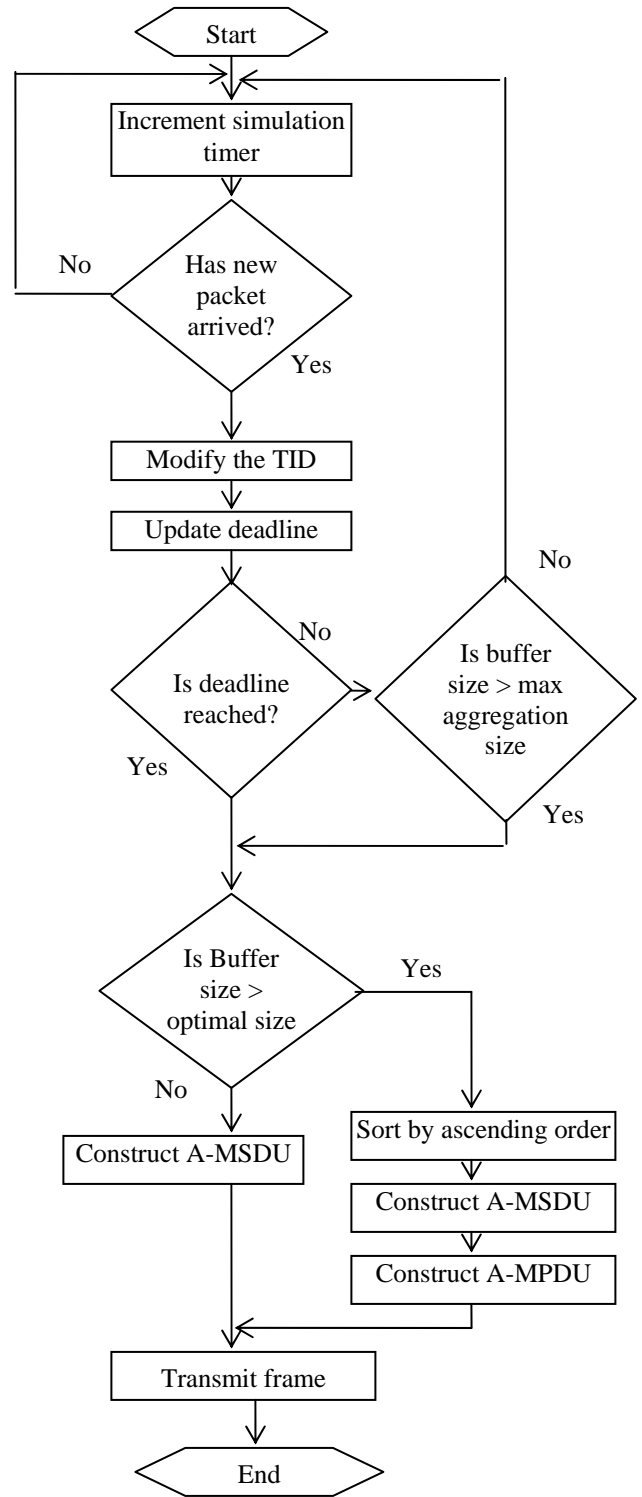 Start
Increment simulation
timer
No
Has new
packet
arrived?
Yes
Modify the TID
Update deadline
No
No
Is deadline
reached?
Is buffer
size > max
aggregation
size
Yes
Yes
Is Buffer
size >
optimal size
Yes
No
Construct A-MSDU
Sort by ascending order
Construct A-MSDU
Construct A-MPDU
Transmit frame
End